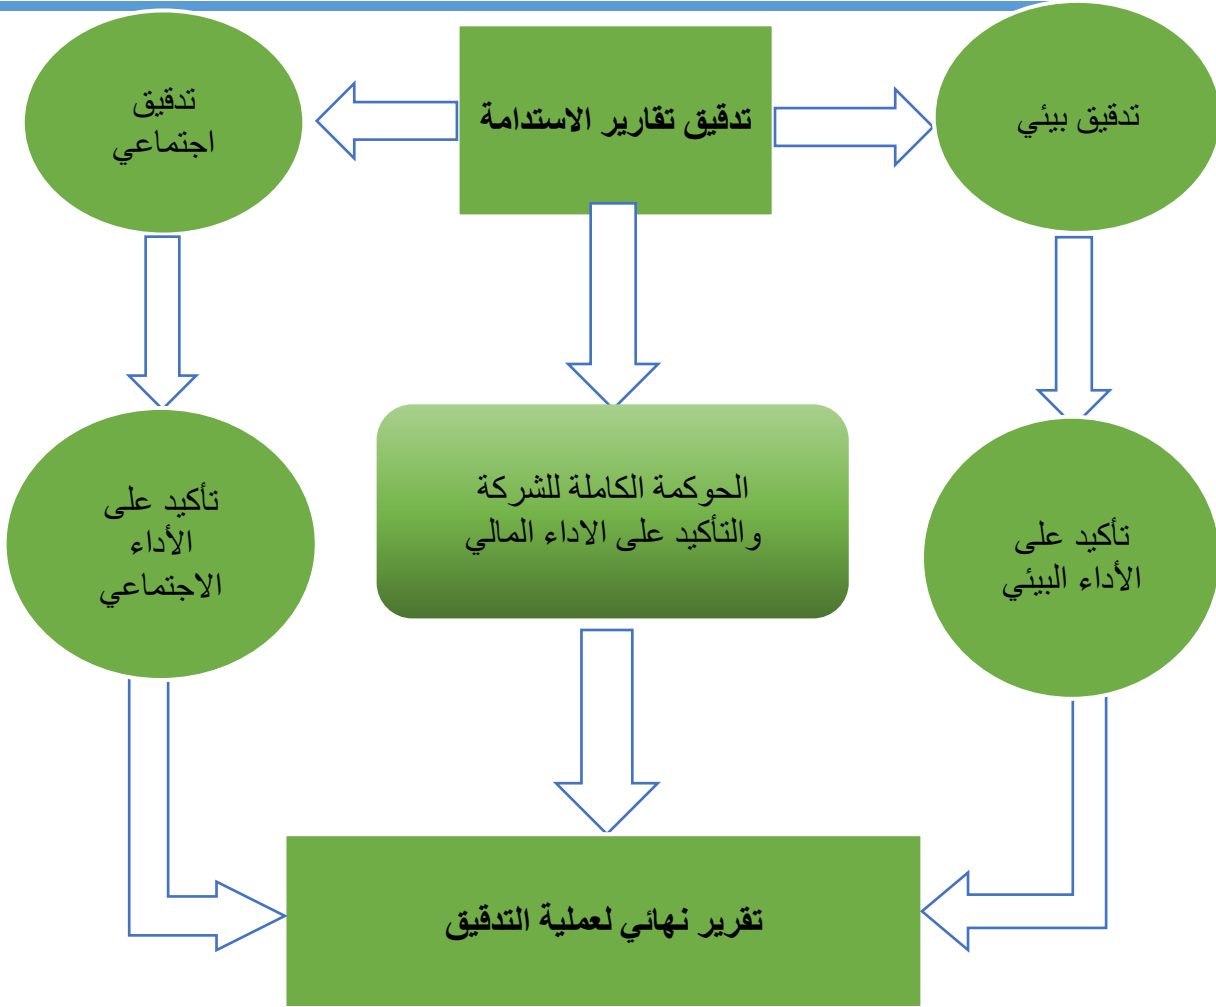 تدقيق تقارير الاستدامة
تدقيق بيئي
تدقيق
اجتماعي
تأكيد على
الأداء البيئي
الحوكمة الكاملة للشركة
والتأكيد على الاداء المالي
تأكيد على
الأداء
الاجتماعي
تقرير نهائي لعملية التدقيق